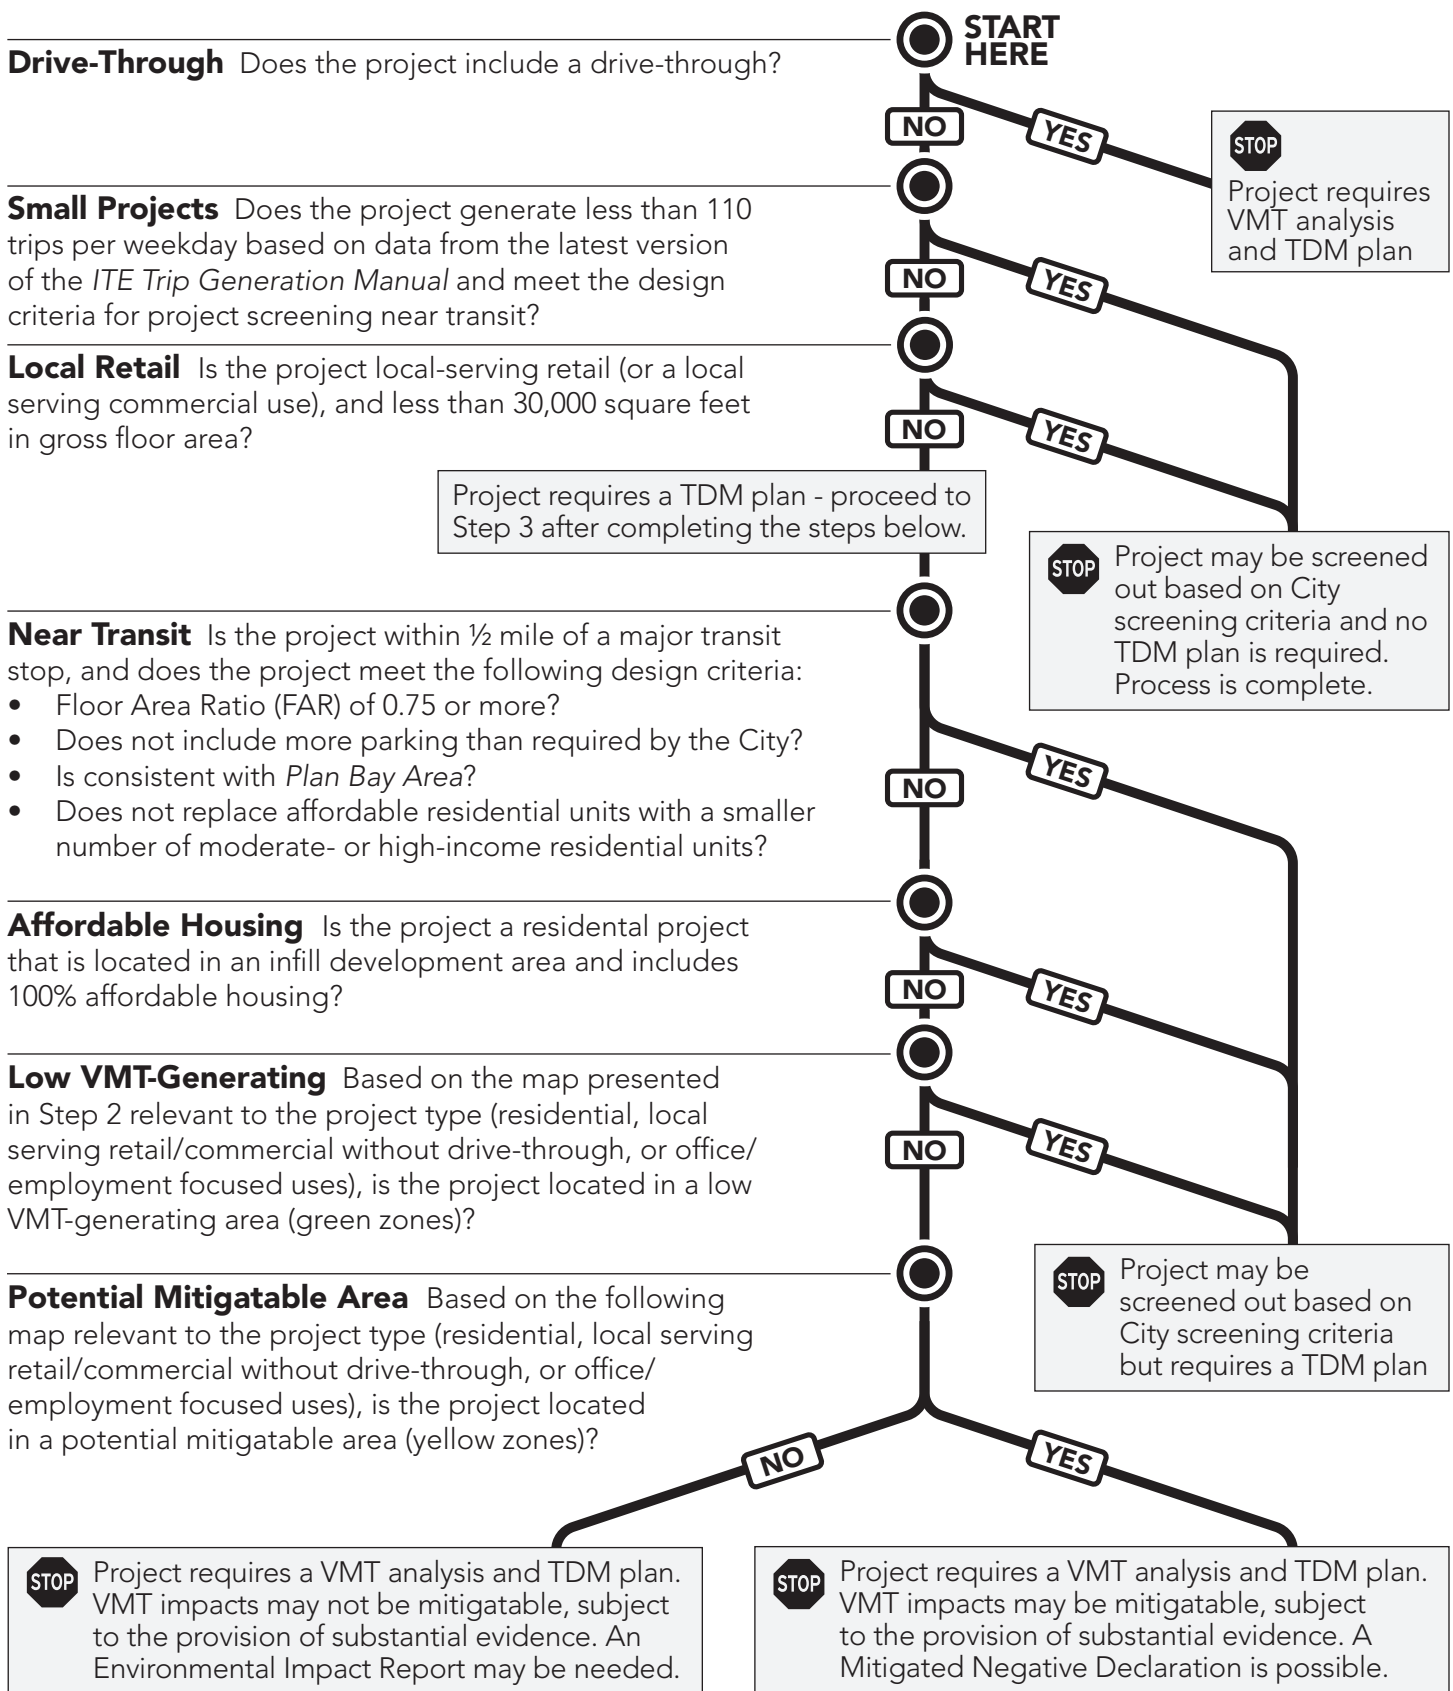 START
HERE
Drive-Through Does the project include a drive-through?
NO
YES
STOP
Project requires
VMT analysis
and TDM plan
Small Projects Does the project generate less than 110
trips per weekday based on data from the latest version
of the ITE Trip Generation Manual and meet the design
criteria for project screening near transit?
NO
YES
Local Retail Is the project local-serving retail (or a local
serving commercial use), and less than 30,000 square feet
in gross floor area?
NO
YES
Project requires a TDM plan - proceed to
Step 3 after completing the steps below.
STOP
Project may be screened
out based on City
screening criteria and no
TDM plan is required.
Process is complete.
Near Transit Is the project within ½ mile of a major transit
stop, and does the project meet the following design criteria:
• Floor Area Ratio (FAR) of 0.75 or more?
• Does not include more parking than required by the City?
• Is consistent with Plan Bay Area?
• Does not replace affordable residential units with a smaller
number of moderate- or high-income residential units?
NO
YES
Affordable Housing Is the project a residental project
that is located in an infill development area and includes
100% affordable housing?
NO
YES
Low VMT-Generating Based on the map presented
in Step 2 relevant to the project type (residential, local
serving retail/commercial without drive-through, or office/
employment focused uses), is the project located in a low
VMT-generating area (green zones)?
NO
YES
STOP
Project may be
screened out based on
City screening criteria
but requires a TDM plan
Potential Mitigatable Area Based on the following
map relevant to the project type (residential, local serving
retail/commercial without drive-through, or office/
employment focused uses), is the project located
in a potential mitigatable area (yellow zones)?
NO
YES
STOP
Project requires a VMT analysis and TDM plan.
VMT impacts may not be mitigatable, subject
to the provision of substantial evidence. An
Environmental Impact Report may be needed.
STOP
Project requires a VMT analysis and TDM plan.
VMT impacts may be mitigatable, subject
to the provision of substantial evidence. A
Mitigated Negative Declaration is possible.